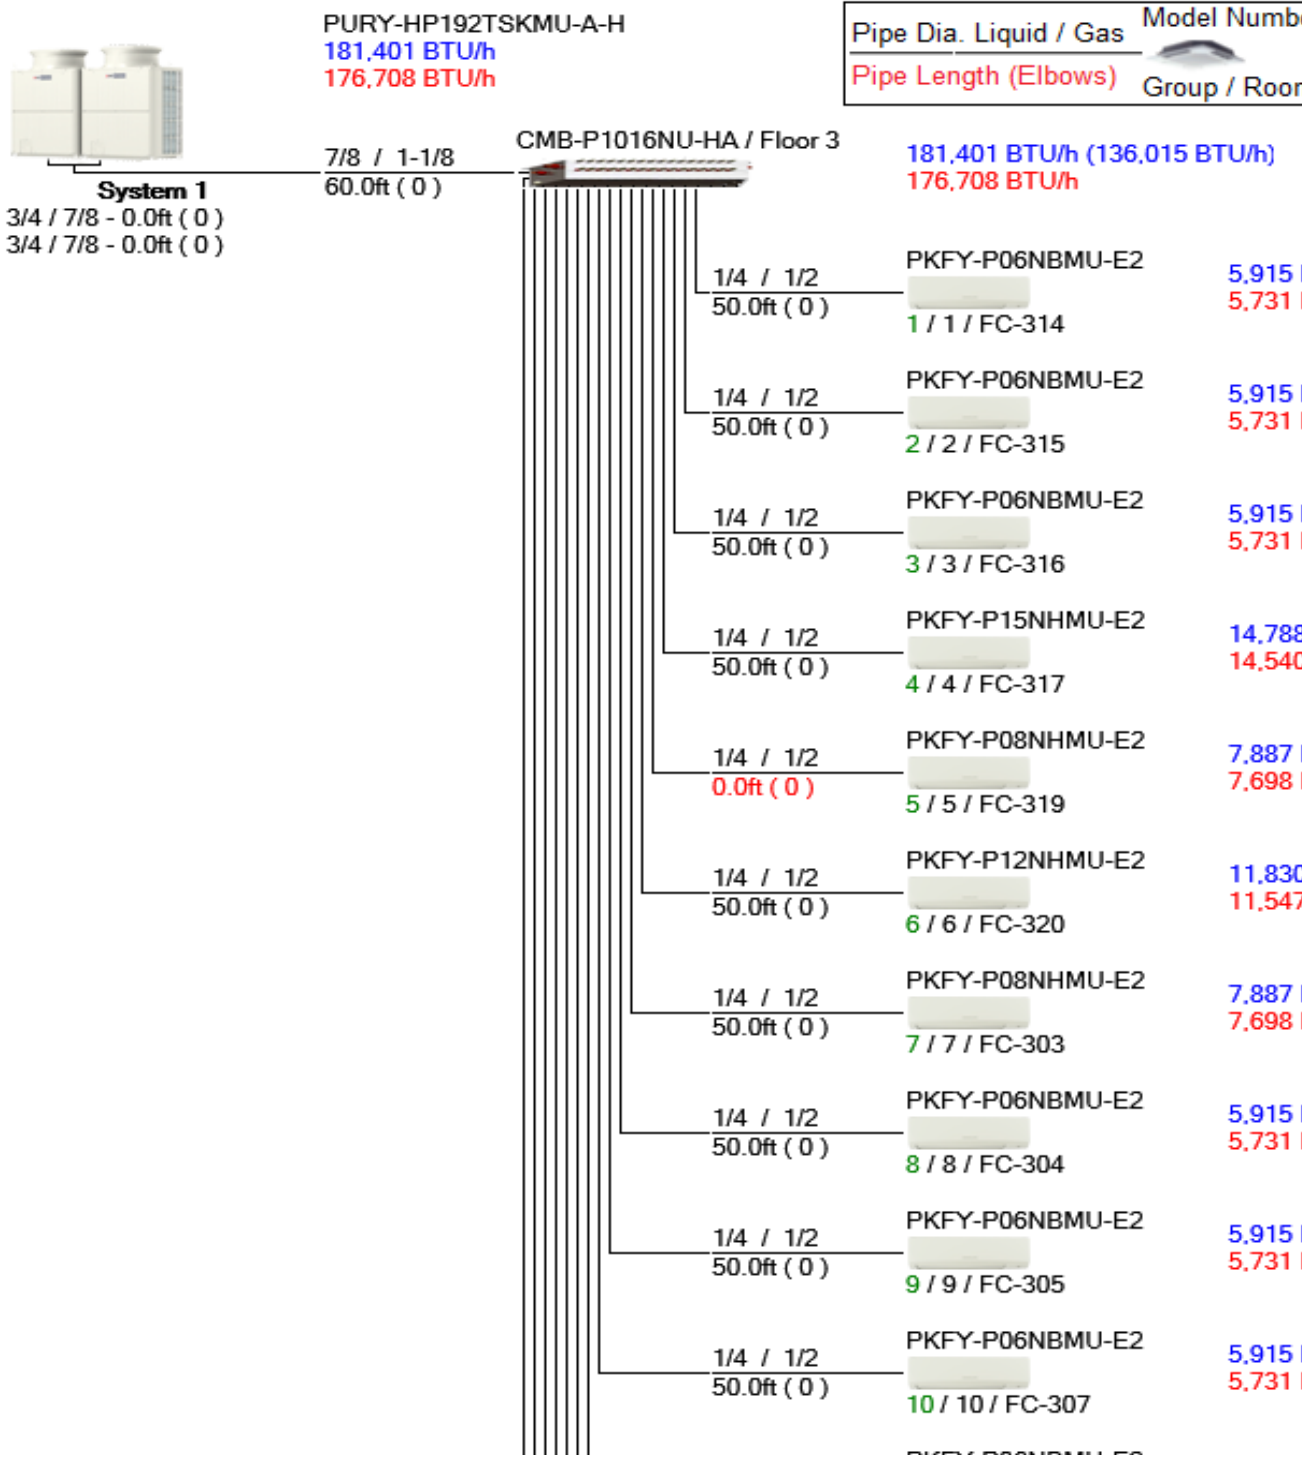 PURY-HP192TSKMU-A-H
181,401 BTU/h
176,708 BTU/h
Pipe Dia. Liquid / Gas
Pipe Length (Elbows)
Model
Group /
System 1
3/4 / 7/8 - 0.0ft ( 0 )
3/4 / 7/8 - 0.0ft ( 0 )
7/8 / 1-1/8
60.0ft ( 0 )
CMB-P1016NU-HA / Floor 3
181,401 BTU/h (136,015 BTU/h)
176,708 BTU/h
1/4 / 1/2
50.0ft ( 0 )
PKFY-P06NBMU-E2
1 / 1 / FC-314
5,915
5,731
1/4 / 1/2
50.0ft ( 0 )
PKFY-P06NBMU-E2
2 / 2 / FC-315
5,915
5,731
1/4 / 1/2
50.0ft ( 0 )
PKFY-P06NBMU-E2
3 / 3 / FC-316
5,915
5,731
1/4 / 1/2
50.0ft ( 0 )
PKFY-P15NHMU-E2
4 / 4 / FC-317
14,788
14,540
1/4 / 1/2
0.0ft ( 0 )
PKFY-P08NHMU-E2
5 / 5 / FC-319
7,887
7,698
1/4 / 1/2
50.0ft ( 0 )
PKFY-P12NHMU-E2
6 / 6 / FC-320
11,830
11,547
1/4 / 1/2
50.0ft ( 0 )
PKFY-P08NHMU-E2
7 / 7 / FC-303
7,887
7,698
1/4 / 1/2
50.0ft ( 0 )
PKFY-P06NBMU-E2
8 / 8 / FC-304
5,915
5,731
1/4 / 1/2
50.0ft ( 0 )
PKFY-P06NBMU-E2
9 / 9 / FC-305
5,915
5,731
1/4 / 1/2
50.0ft ( 0 )
PKFY-P06NBMU-E2
10 / 10 / FC-307
5,915
5,731